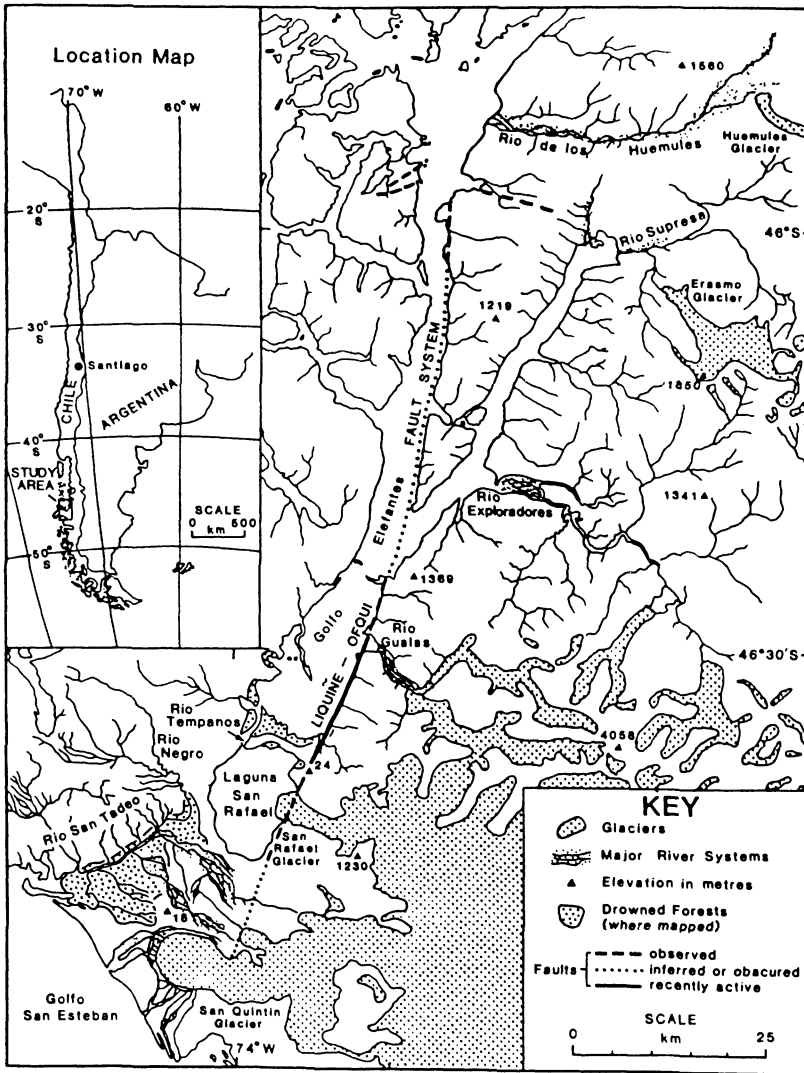 Location Map
70°W
60°W
20°
S
30°
S
40°
S
50°
S
Santiago
CHILE
ARGENTINA
STUDY
AREA
SCALE
0 500
km
1560
Rio de los Huemules
Huemules
Glacier
Rio Supresa
46°S
Erasmo
Glacier
1219
1850
1341
LIQUINE - OFQUI FAULT SYSTEM
Golfo Elefantes
Rio
Exploradores
1369
Rio
Gualas
46°30'S
Rio
Tempanos
Rio
Negro
4058
24
Laguna
San
Rafael
Rio San Tadeo
San
Rafael
Glacier
1230
18
Golfo
San Esteban
San Quintin
Glacier
74°W
KEY
Glaciers
Major River Systems
Elevation in metres
Drowned Forests
(where mapped)
Faults
observed
inferred or obacured
recently active
SCALE
0 km 25